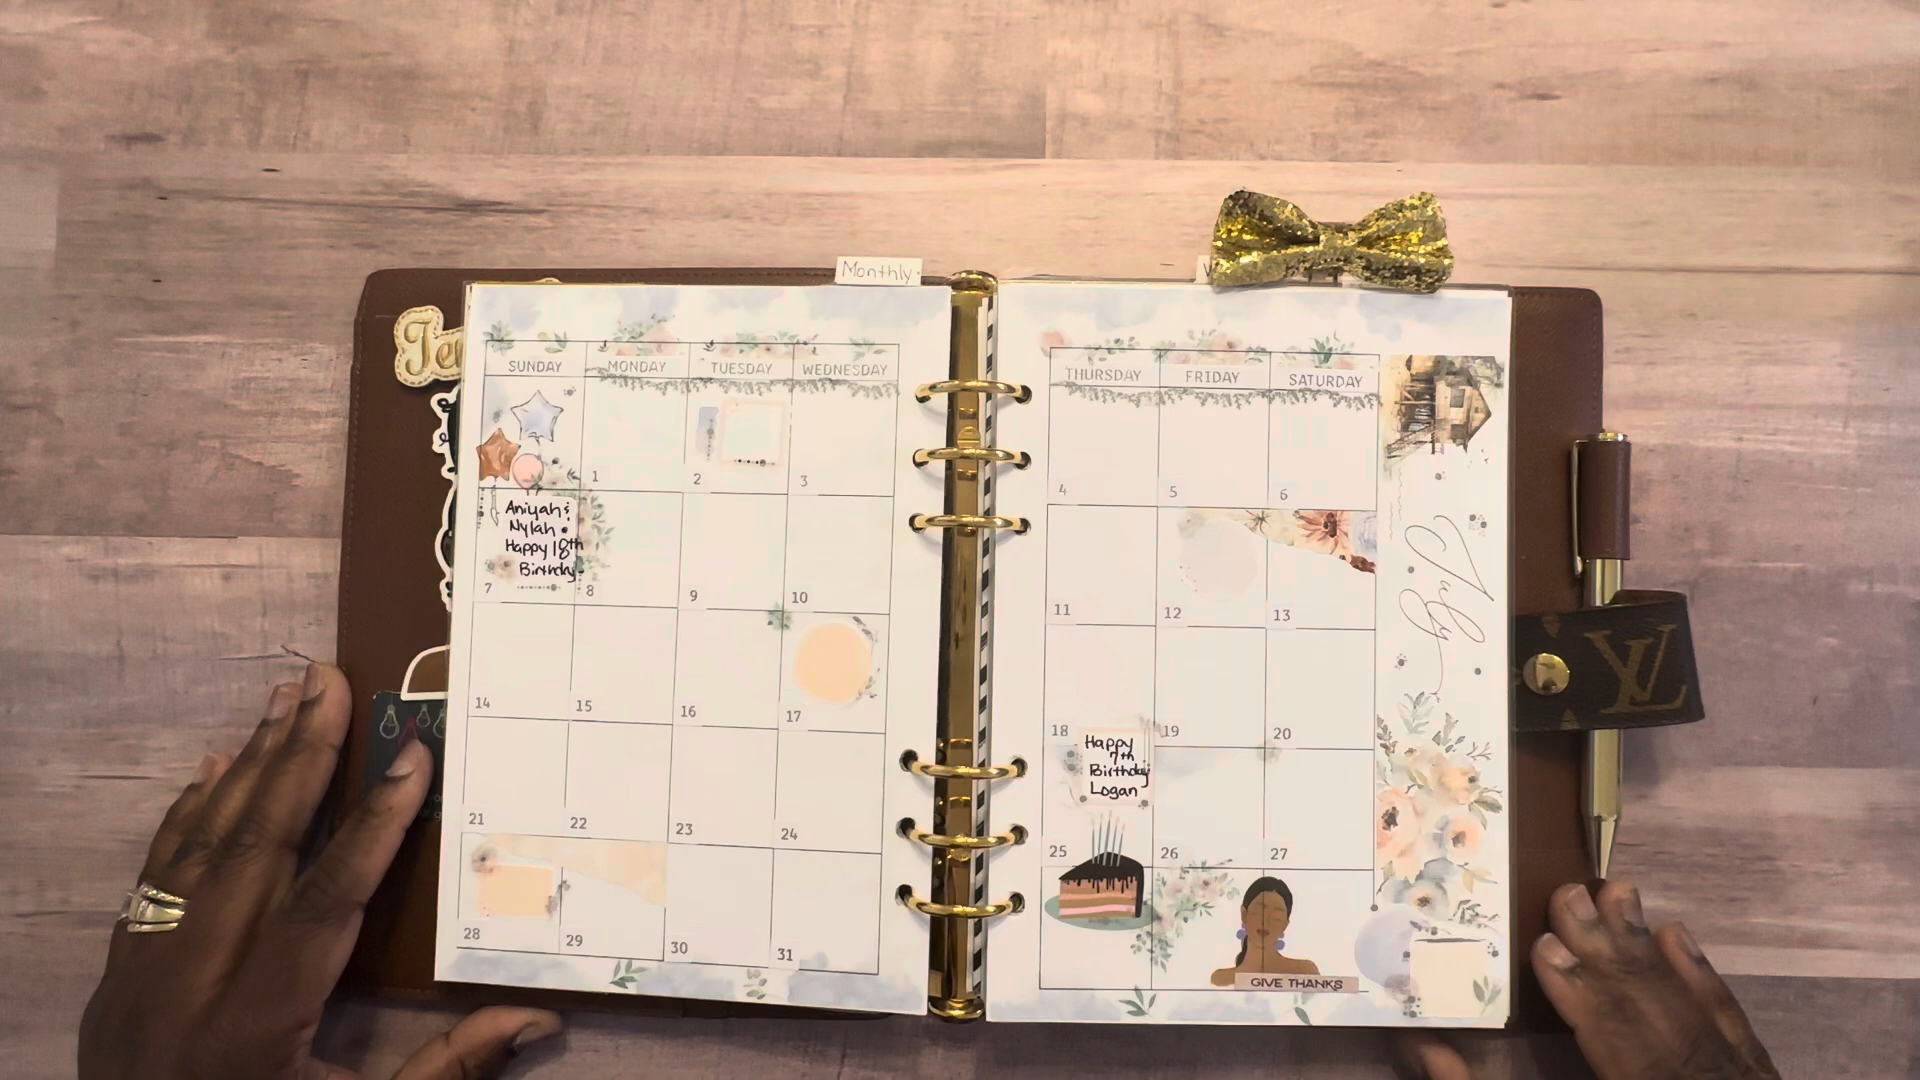 Monthly
SUNDAY MONDAY TUESDAY WEDNESDAY
1 2 3
Aniyah &
Nylah
Happy 18th
Birthday
7 8 9 10
14 15 16 17
21 22 23 24
28 29 30 31
THURSDAY FRIDAY SATURDAY
4 5 6
11 12 13
18 19 20
Happy
7th
Birthday
Logan
25 26 27
GIVE THANKS
July
LV